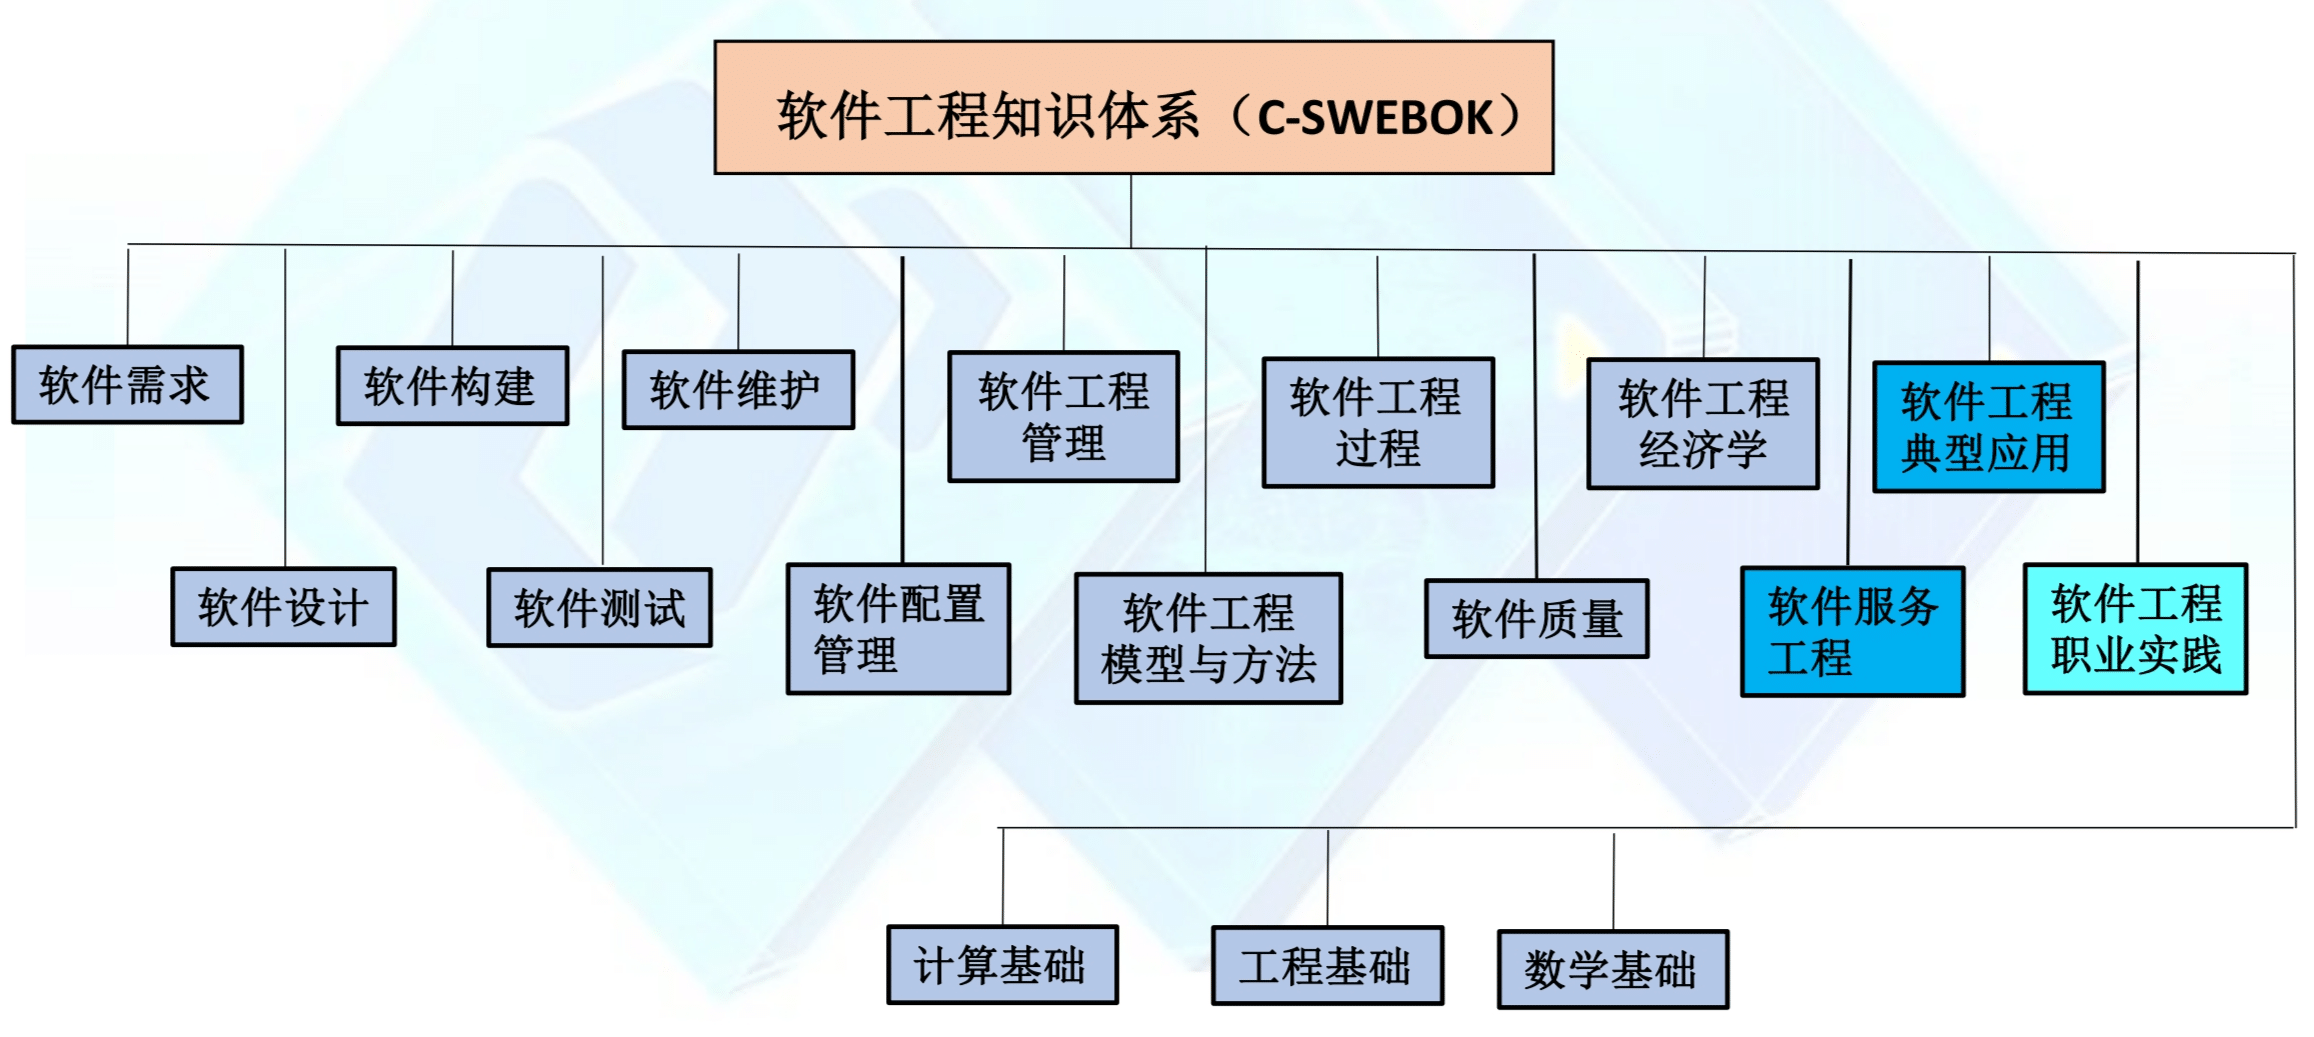 软件工程知识体系（C-SWEBOK）
软件需求
软件构建
软件维护
软件工程
管理
软件工程
过程
软件工程
经济学
软件工程
典型应用
软件设计
软件测试
软件配置
管理
软件工程
模型与方法
软件质量
软件服务
工程
软件工程
职业实践
计算基础
工程基础
数学基础